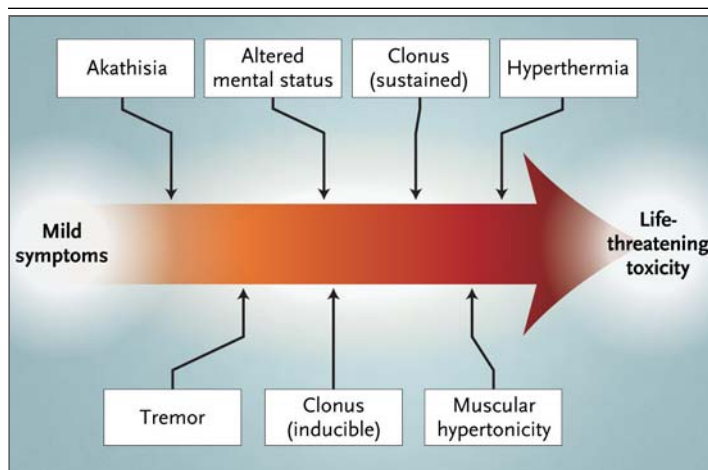 Akathisia
Altered
mental status
Clonus
(sustained)
Hyperthermia
Mild
symptoms
Life-
threatening
toxicity
Tremor
Clonus
(inducible)
Muscular
hypertonicity